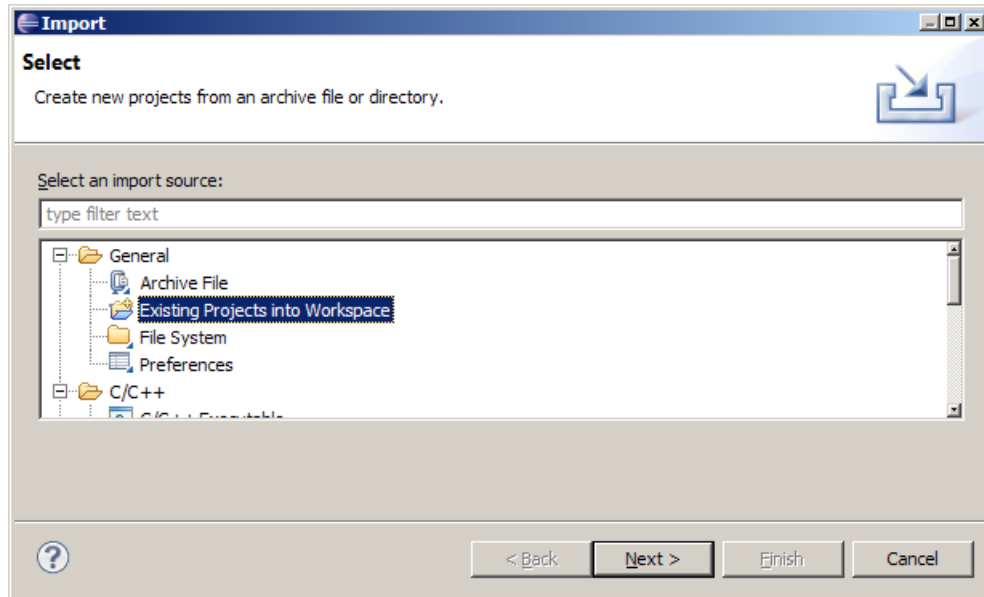 Import
Select
Create new projects from an archive file or directory.
Select an import source:
type filter text
General
Archive File
Existing Projects into Workspace
File System
Preferences
C/C++
C/C++ Executable
?
< Back
Next >
Finish
Cancel